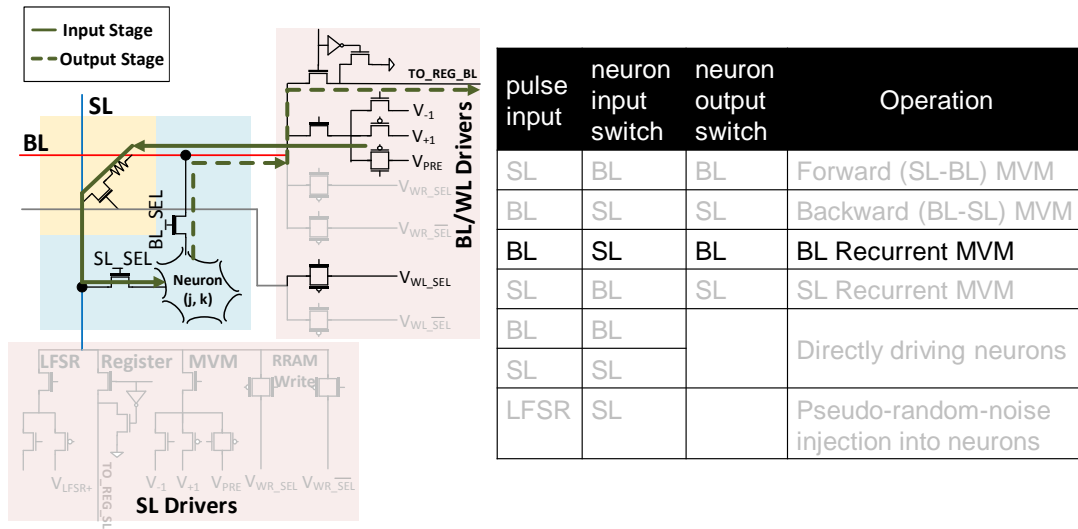 Input Stage
Output Stage
SL
BL
TO_REG_BL
V-1
V+1
VPRE
VWR_SEL
VWR_S̅E̅L̅
BL/WL Drivers
BL_SEL
SL_SEL
Neuron
(j, k)
VWL_SEL
VWL_S̅E̅L̅
LFSR Register MVM RRAM
Write
VLFSR+
TO_REG_SL
V-1 V+1 VPRE VWR_SEL VWR_S̅E̅L̅
SL Drivers
pulse input neuron input switch neuron output switch Operation
SL BL BL Forward (SL-BL) MVM
BL SL SL Backward (BL-SL) MVM
BL SL BL BL Recurrent MVM
SL BL SL SL Recurrent MVM
BL BL Directly driving neurons
SL SL
LFSR SL Pseudo-random-noise
injection into neurons